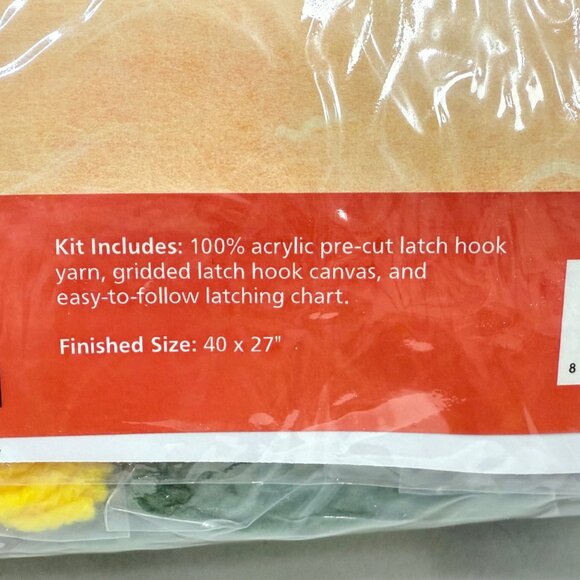 Kit Includes: 100% acrylic pre-cut latch hook
yarn, gridded latch hook canvas, and
easy-to-follow latching chart.
Finished Size: 40 x 27"
8